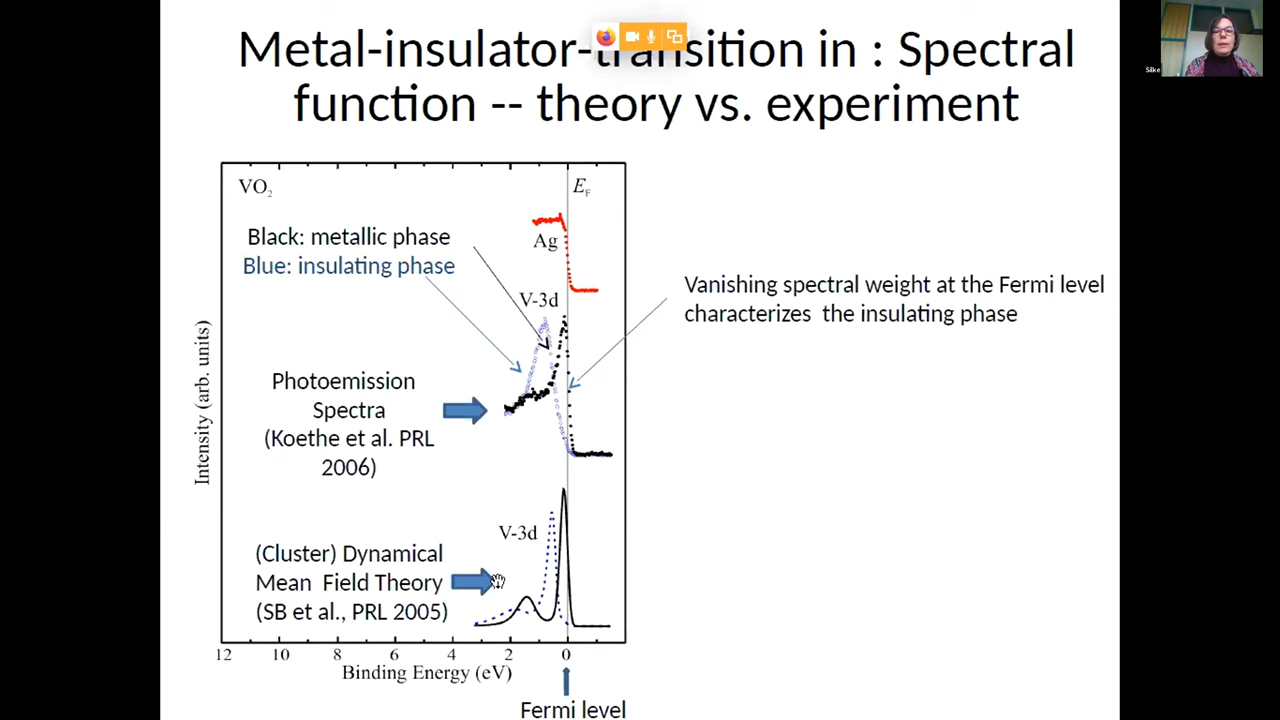 Metal-insulator-transition in : Spectral
function -- theory vs. experiment
Silke
VO₂
E_F
Black: metallic phase
Blue: insulating phase
Ag
V-3d
Vanishing spectral weight at the Fermi level
characterizes the insulating phase
Intensity (arb. units)
Photoemission
Spectra
(Koethe et al. PRL
2006)
V-3d
(Cluster) Dynamical
Mean Field Theory
(SB et al., PRL 2005)
12 10 8 6 4 2 0
Binding Energy (eV)
Fermi level